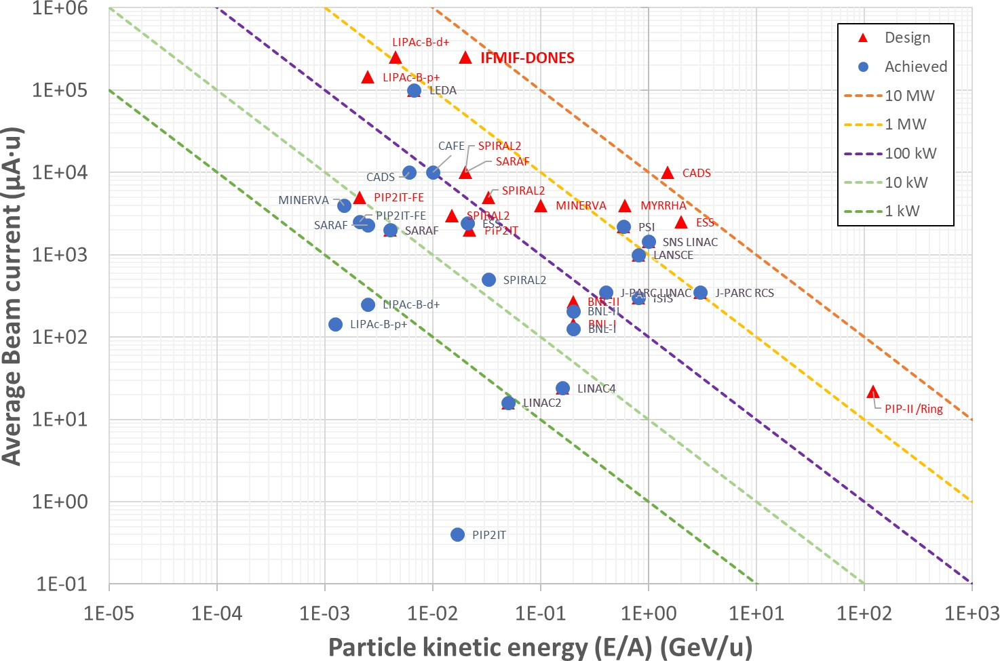 1E+06
1E+05
1E+04
1E+03
1E+02
1E+01
1E+00
1E-01
Average Beam current (µA·u)
1E-05
1E-04
1E-03
1E-02
1E-01
1E+00
1E+01
1E+02
1E+03
Particle kinetic energy (E/A) (GeV/u)
Design
Achieved
10 MW
1 MW
100 kW
10 kW
1 kW
LIPAc-B-d+
IFMIF-DONES
LIPAc-B-p+
LEDA
CAFE
SPIRAL2
SARAF
CADS
CADS
MINERVA
PIP2IT-FE
SPIRAL2
MINERVA
MYRRHA
PIP2IT-FE
SARAF
SPIRAL2
ESS
PIP2IT
SARAF
PSI
ESS
SNS LINAC
LANSCE
SPIRAL2
J-PARC LINAC
ISIS
J-PARC RCS
BNL-II
BNL-II
BNL-I
BNL-I
LIPAc-B-d+
LIPAc-B-p+
LINAC4
LINAC2
PIP-II /Ring
PIP2IT